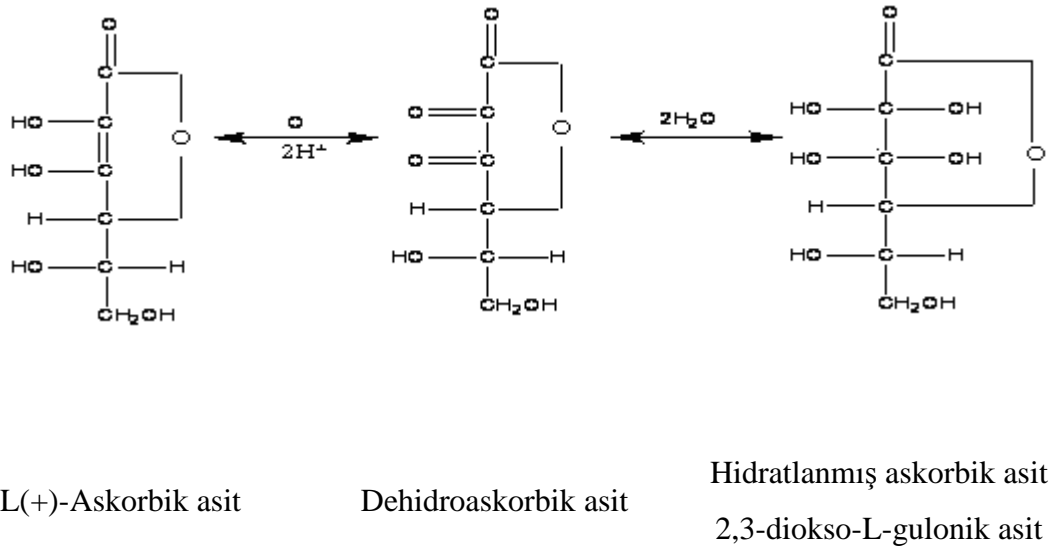 O
C
HO C
HO C
H C
HO C H
CH₂OH
O
O
2H⁺
O
C
O C
O C
H C
HO C H
CH₂OH
O
2H₂O
O
C
HO C OH
HO C OH
H C
HO C H
CH₂OH
O
L(+)-Askorbik asit
Dehidroaskorbik asit
Hidratlanmış askorbik asit
2,3-diokso-L-gulonik asit